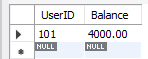 UserID Balance
101 4000.00
NULL NULL